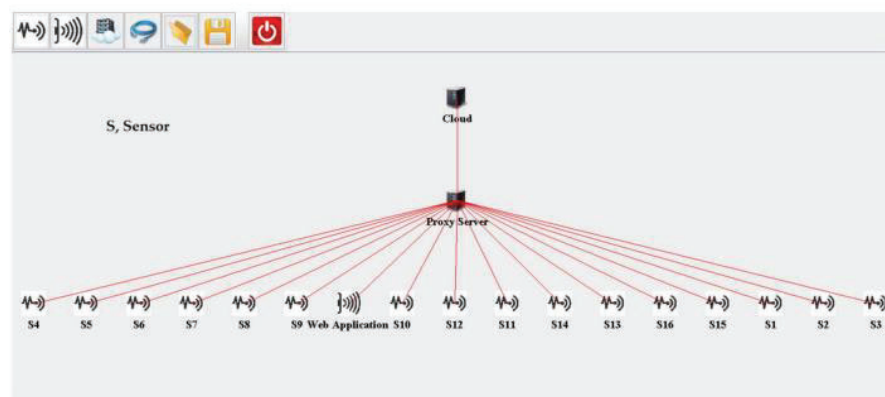 Cloud
S, Sensor
Proxy Server
S4 S5 S6 S7 S8 S9 Web Application S10 S12 S11 S14 S13 S16 S15 S1 S2 S3